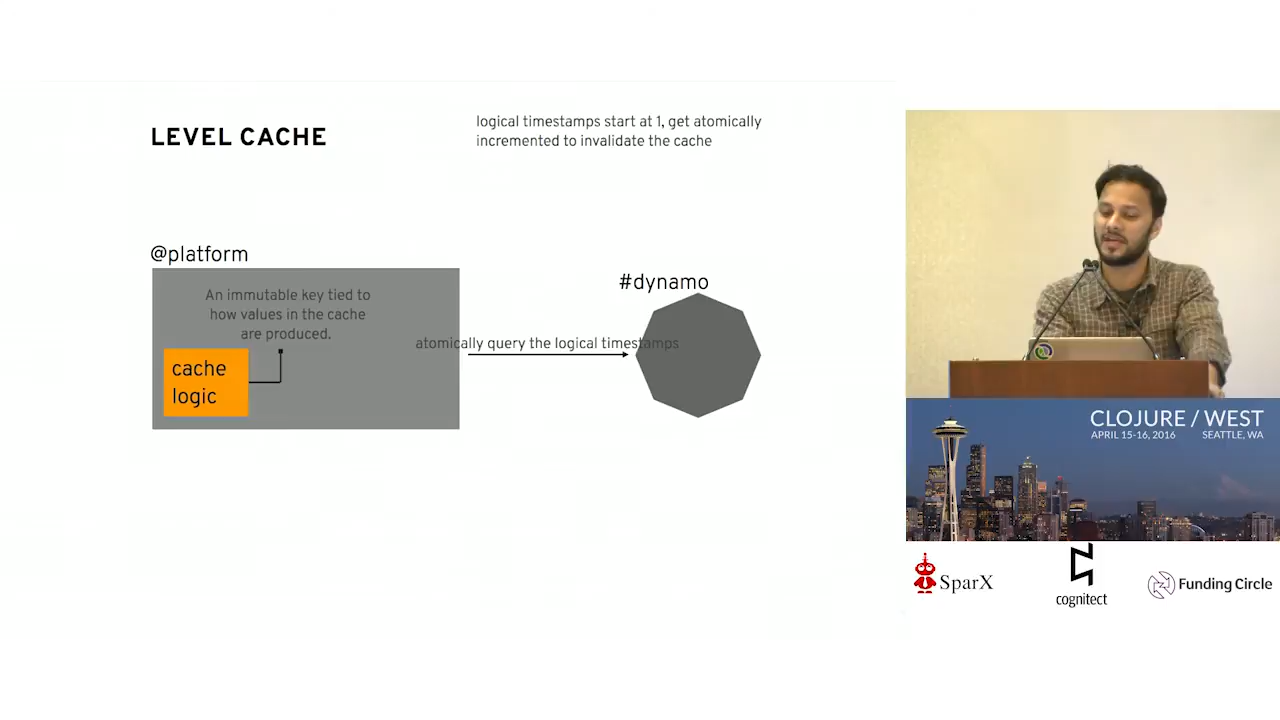 LEVEL CACHE
logical timestamps start at 1, get atomically
incremented to invalidate the cache
@platform
An immutable key tied to
how values in the cache
are produced.
cache
logic
atomically query the logical timestamps
#dynamo
CLOJURE / WEST
APRIL 15-16, 2016 SEATTLE, WA
SparX
cognitect
Funding Circle